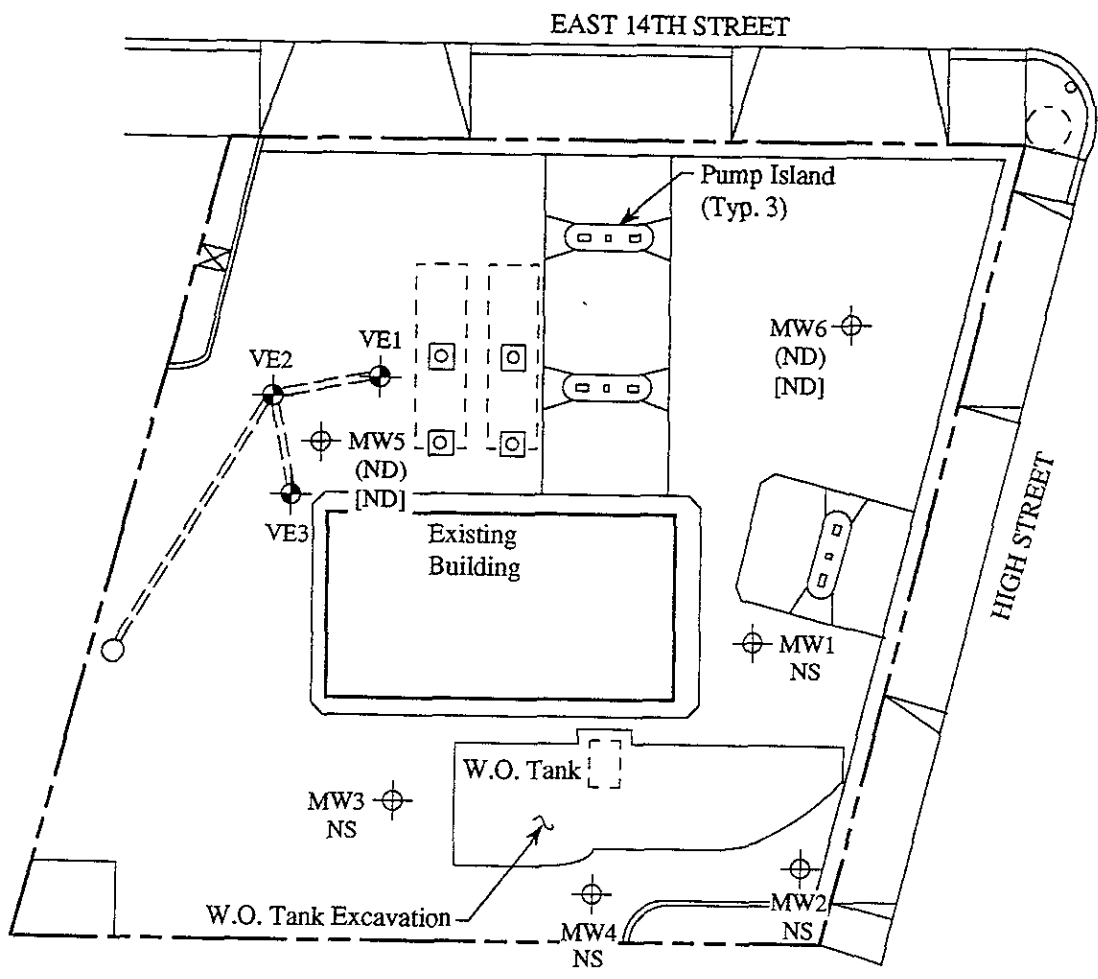 EAST 14TH STREET
Pump Island
(Typ. 3)
MW6
(ND)
[ND]
VE1
VE2
MW5
(ND)
[ND]
VE3
Existing
Building
HIGH STREET
MW1
NS
W.O. Tank
MW3
NS
W.O. Tank Excavation
MW2
NS
MW4
NS